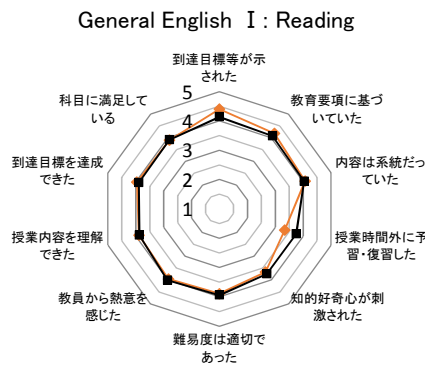 General English Ⅰ：Reading
到達目標等が示
された
教育要項に基づ
いていた
内容は系統だっ
ていた
授業時間外に予
習・復習した
知的好奇心が刺
激された
難易度は適切で
あった
教員から熱意を
感じた
授業内容を理解
できた
到達目標を達成
できた
科目に満足して
いる
5
4
3
2
1